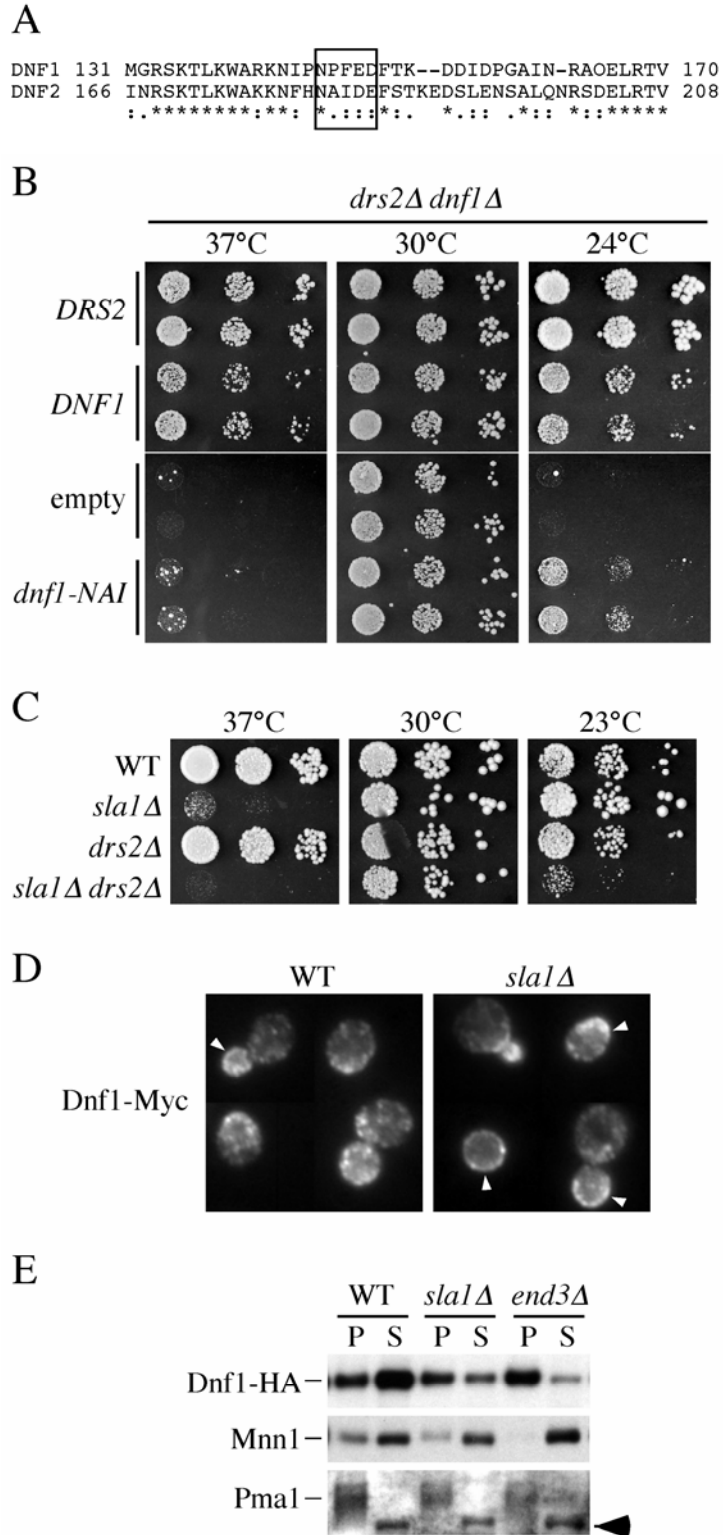 A
DNF1 131 MGRSKTLKWARKNIPNPFEDFTK--DDIDPGAIN-RAOELRTV 170
DNF2 166 INRSKTLKWAKKNFHNAIDEFSTKEDSLENSALQNRSDELRTV 208
:. ******* :** : *.:::*: *.:: .*:: *::*****
B
drs2Δ dnf1Δ
37°C 30°C 24°C
DRS2
DNF1
empty
dnf1-NAI
C
37°C 30°C 23°C
WT
sla1Δ
drs2Δ
sla1Δ drs2Δ
D
WT sla1Δ
Dnf1-Myc
E
WT sla1Δ end3Δ
P S P S P S
Dnf1-HA
Mnn1
Pma1